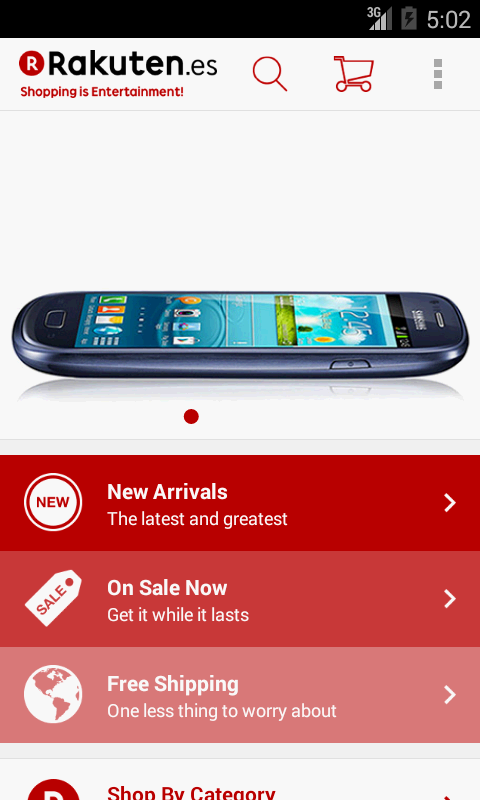 3G 5:02
R Rakuten.es
Shopping is Entertainment!
12:45
SAMSUNG
NEW New Arrivals
The latest and greatest
SALE On Sale Now
Get it while it lasts
Free Shipping
One less thing to worry about
R Shop By Category